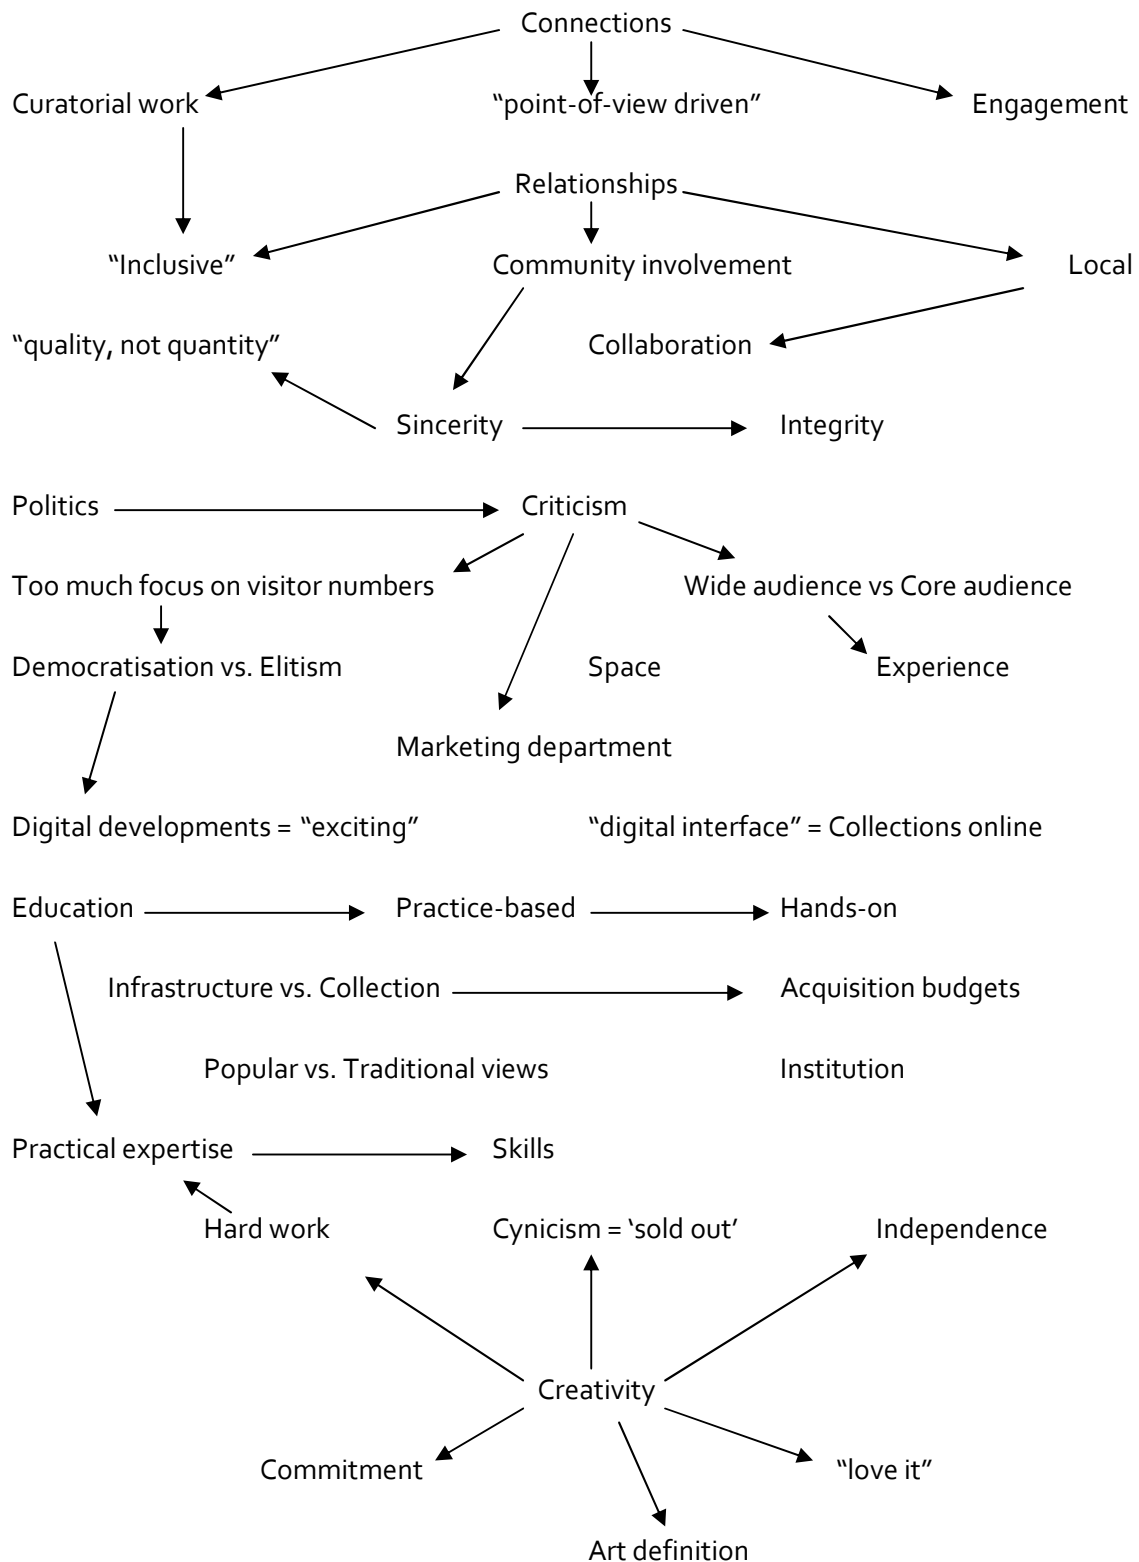 Connections
Curatorial work “point-of-view driven” Engagement
Relationships
“Inclusive” Community involvement Local
“quality, not quantity” Collaboration
Sincerity Integrity
Politics Criticism
Too much focus on visitor numbers Wide audience vs Core audience
Democratisation vs. Elitism Space Experience
Marketing department
Digital developments = “exciting” “digital interface” = Collections online
Education Practice-based Hands-on
Infrastructure vs. Collection Acquisition budgets
Popular vs. Traditional views Institution
Practical expertise Skills
Hard work Cynicism = ‘sold out’ Independence
Creativity
Commitment “love it”
Art definition